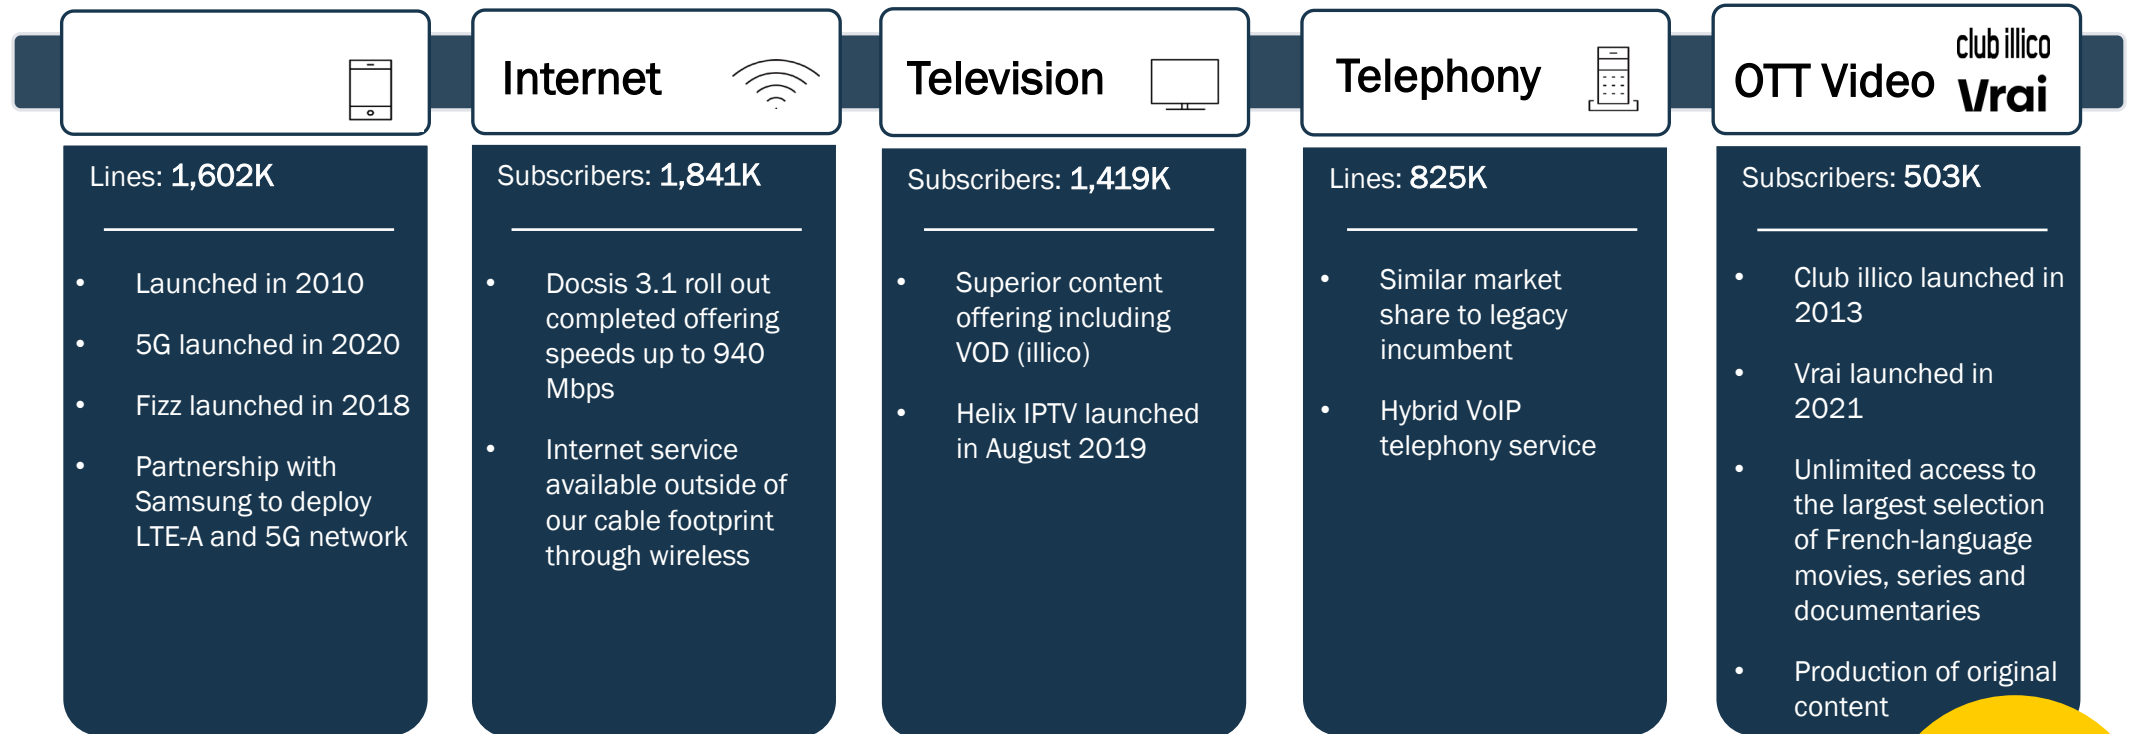 Lines: 1,602K
• Launched in 2010
• 5G launched in 2020
• Fizz launched in 2018
• Partnership with
Samsung to deploy
LTE-A and 5G network
Internet
Subscribers: 1,841K
• Docsis 3.1 roll out
completed offering
speeds up to 940
Mbps
• Internet service
available outside of
our cable footprint
through wireless
Television
Subscribers: 1,419K
• Superior content
offering including
VOD (illico)
• Helix IPTV launched
in August 2019
Telephony
Lines: 825K
• Similar market
share to legacy
incumbent
• Hybrid VoIP
telephony service
OTT Video
club illico
Vrai
Subscribers: 503K
• Club illico launched in
2013
• Vrai launched in
2021
• Unlimited access to
the largest selection
of French-language
movies, series and
documentaries
• Production of original
content